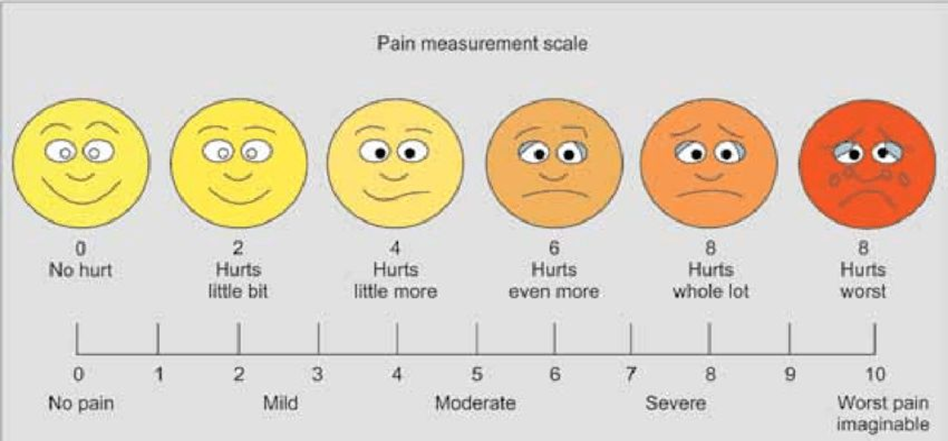 Pain measurement scale
0 2 4 6 8 8
No hurt Hurts Hurts Hurts Hurts Hurts
little bit little more even more whole lot worst
0 1 2 3 4 5 6 7 8 9 10
No pain Mild Moderate Severe Worst pain
imaginable